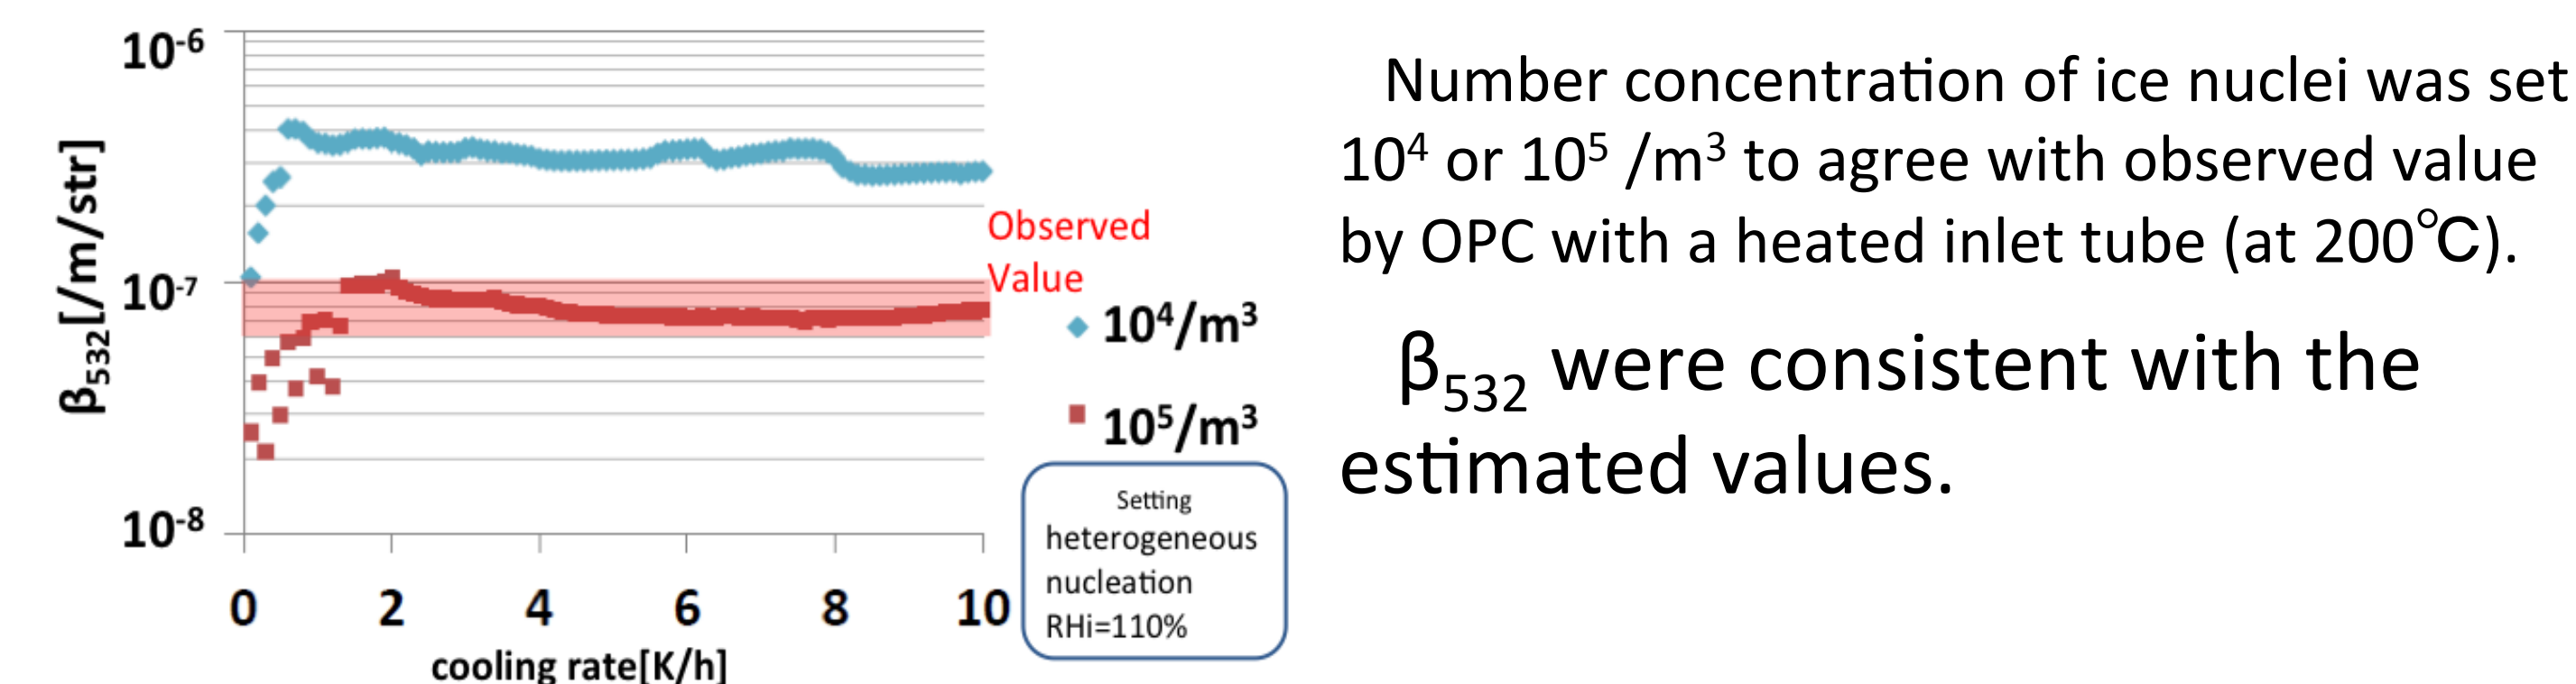 10-6
10-7
10-8
β532[/m/str]
0 2 4 6 8 10
cooling rate[K/h]
Observed
Value
10⁴/m³
10⁵/m³
Setting
heterogeneous
nucleation
RHi=110%
Number concentration of ice nuclei was set
10⁴ or 10⁵ /m³ to agree with observed value
by OPC with a heated inlet tube (at 200℃).
β532 were consistent with the
estimated values.